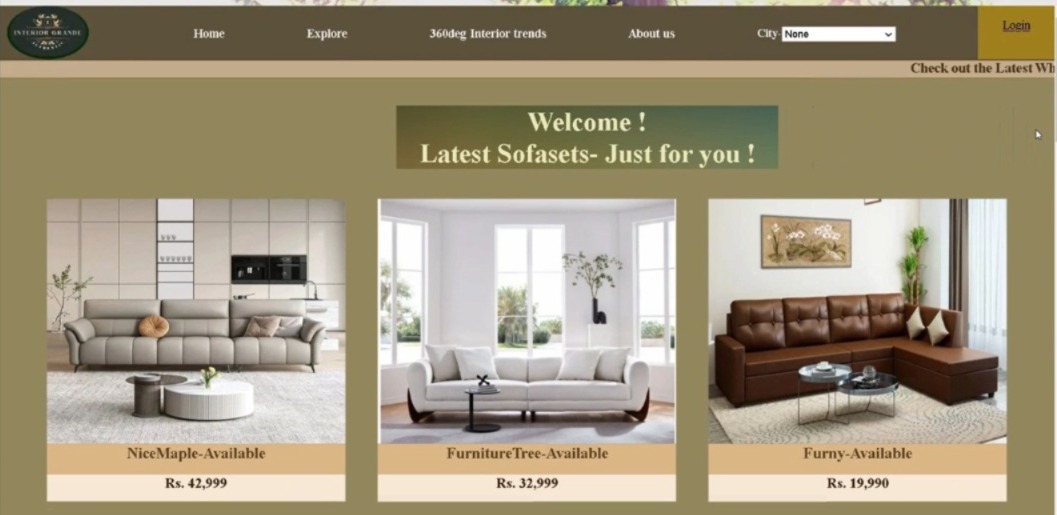 INTERIOR GRANDE
Home
Explore
360deg Interior trends
About us
City-
None
Login
Check out the Latest Wh
Welcome !
Latest Sofasets- Just for you !
NiceMaple-Available
FurnitureTree-Available
Furny-Available
Rs. 42,999
Rs. 32,999
Rs. 19,990